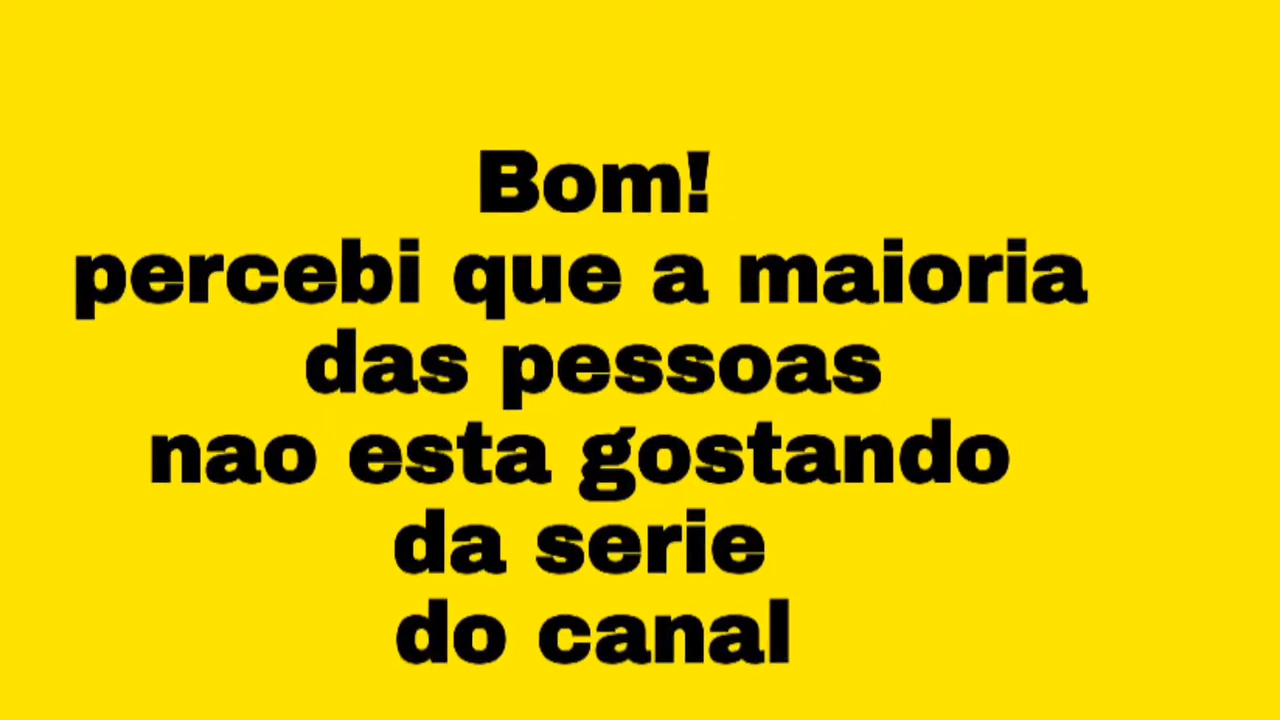 Bom!
percebi que a maioria
das pessoas
nao esta gostando
da serie
do canal